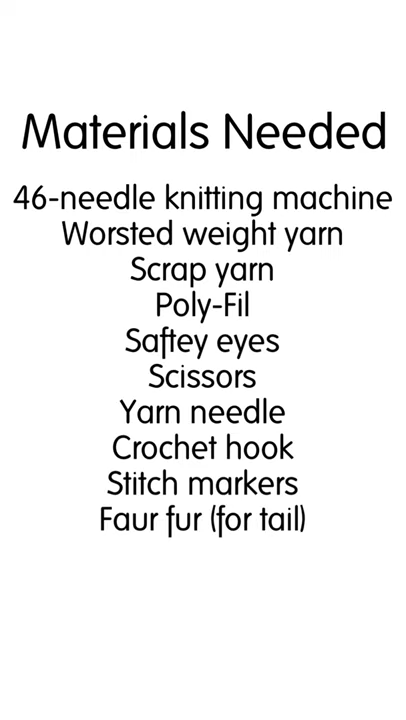 Materials Needed
46-needle knitting machine
Worsted weight yarn
Scrap yarn
Poly-Fil
Saftey eyes
Scissors
Yarn needle
Crochet hook
Stitch markers
Faur fur (for tail)